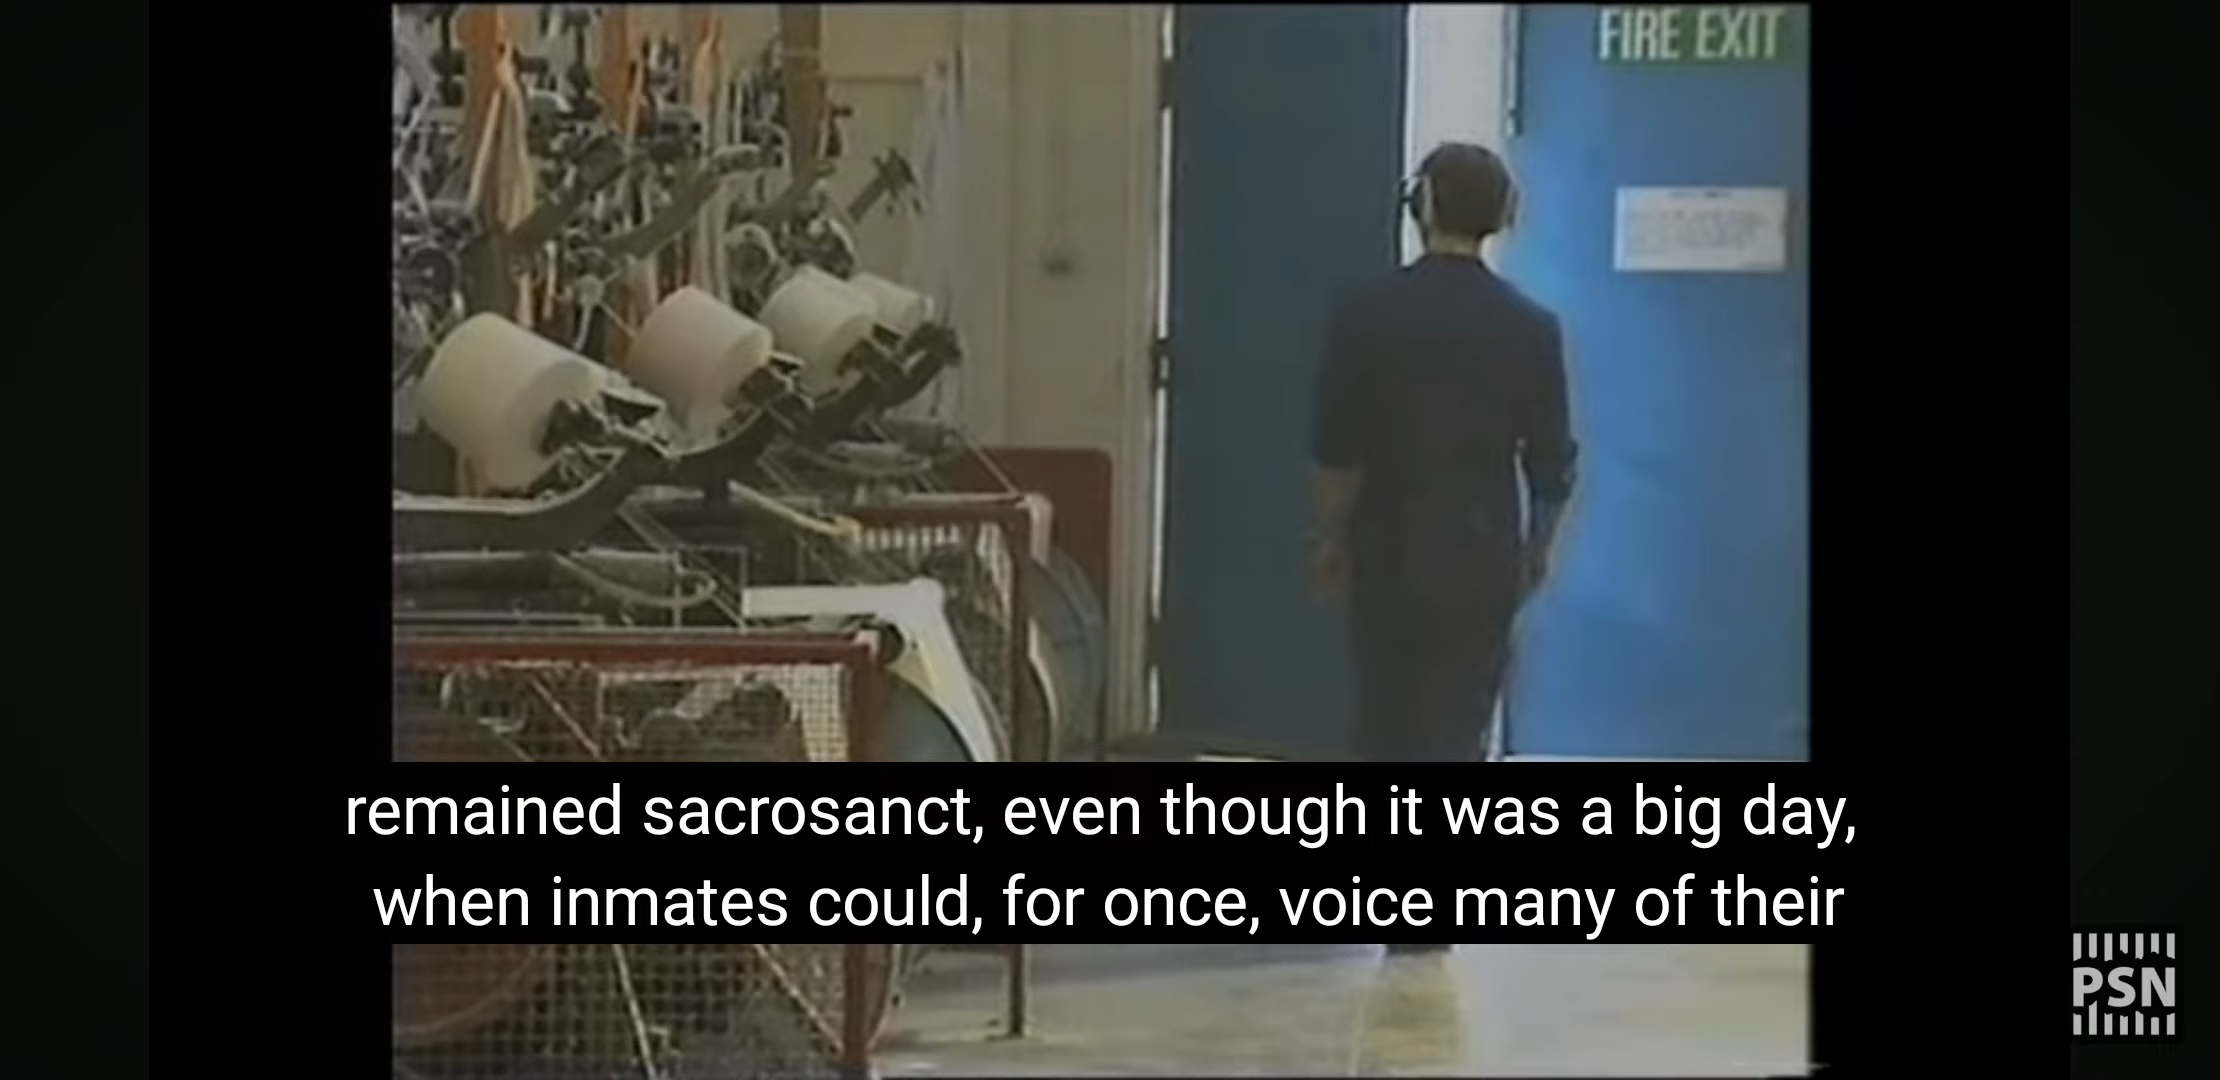 FIRE EXIT
remained sacrosanct, even though it was a big day,
when inmates could, for once, voice many of their
PSN